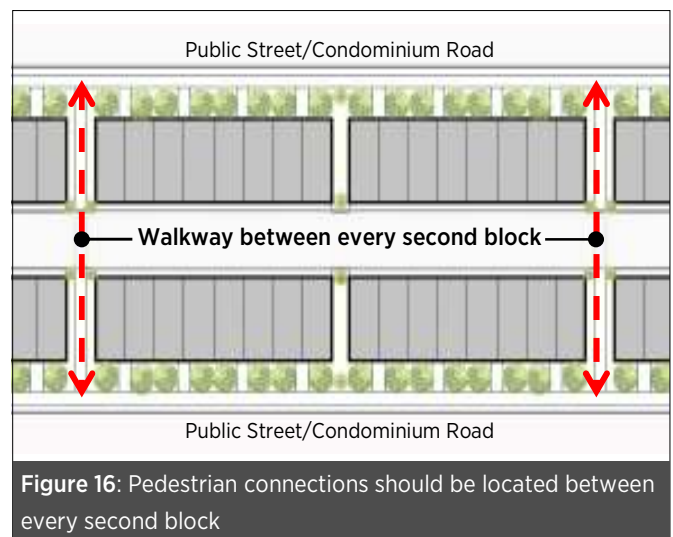 Public Street/Condominium Road
Walkway between every second block
Public Street/Condominium Road
Figure 16: Pedestrian connections should be located between
every second block